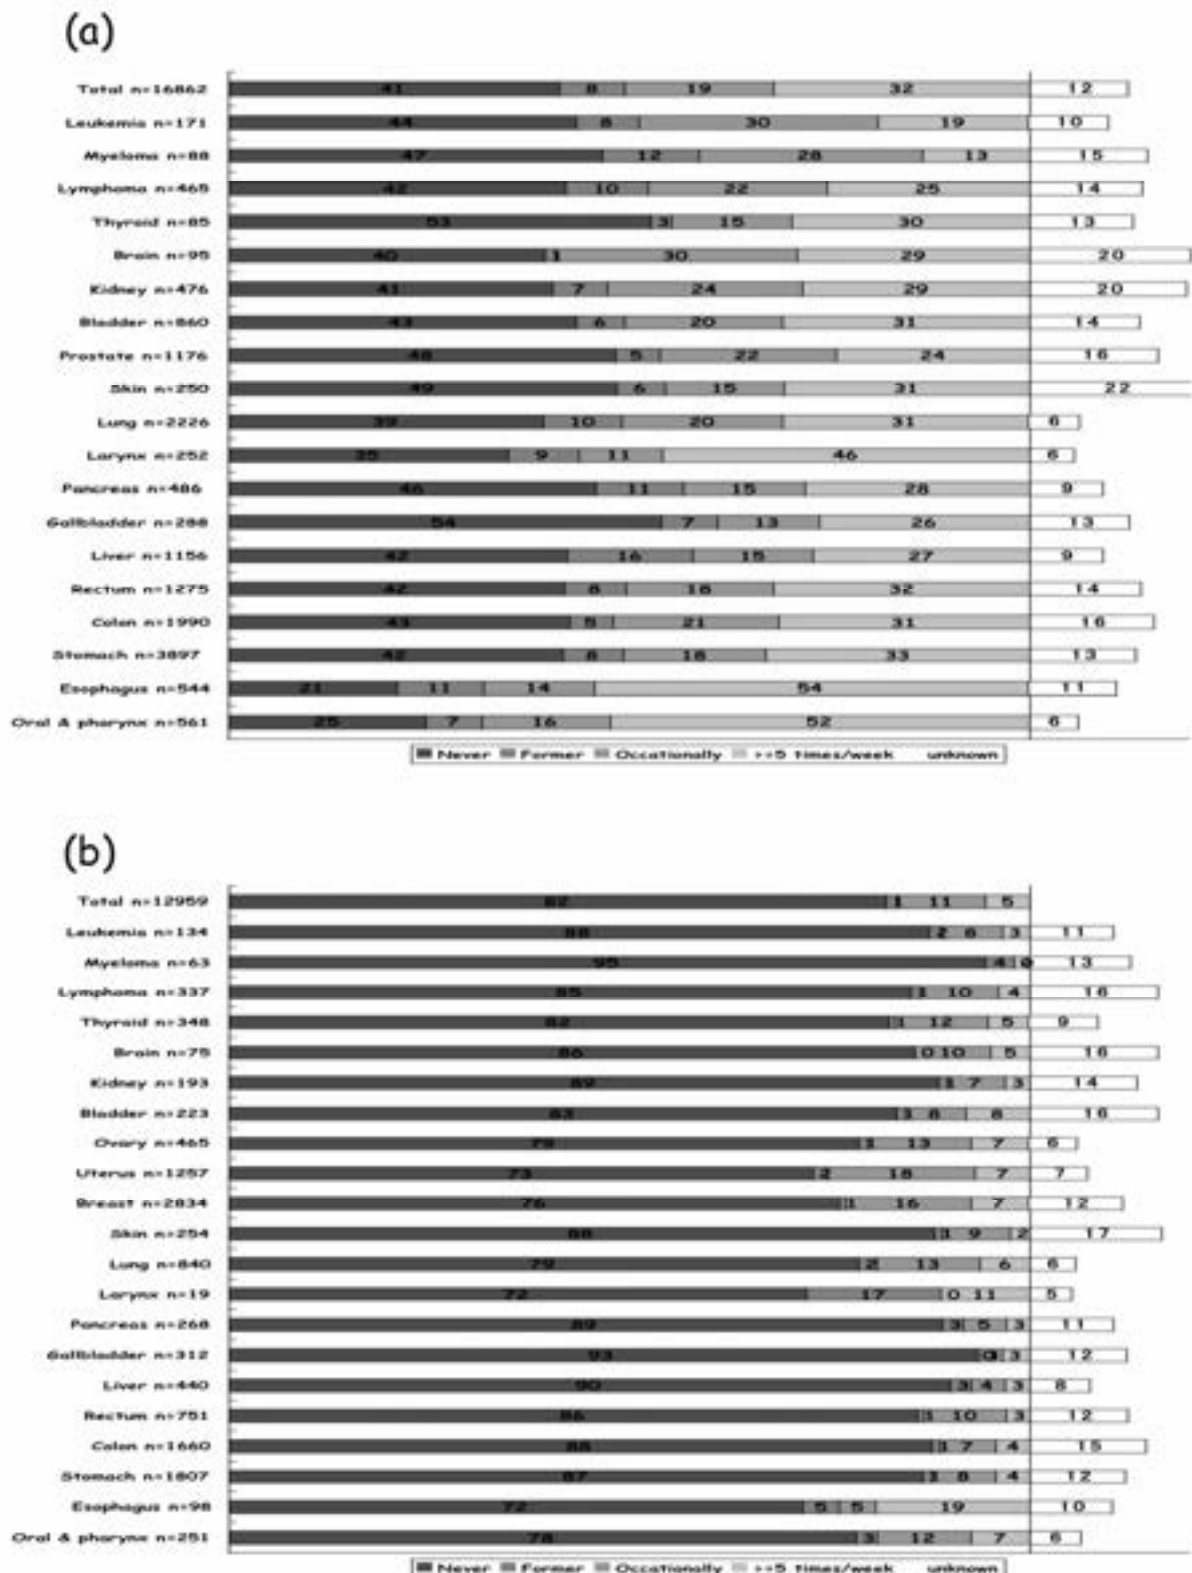 (a)
Total n=16862 41 8 19 32 12
Leukemia n=171 44 8 30 19 10
Myeloma n=88 47 12 28 13 15
Lymphoma n=465 42 10 22 25 14
Thyroid n=85 53 3 15 30 13
Brain n=95 40 1 30 29 20
Kidney n=476 41 7 24 29 20
Bladder n=860 43 6 20 31 14
Prostate n=1176 48 5 22 24 16
Skin n=250 49 6 15 31 22
Lung n=2226 39 10 20 31 6
Larynx n=252 35 9 11 46 6
Pancreas n=486 46 11 15 28 9
Gallbladder n=288 54 7 13 26 13
Liver n=1156 42 16 15 27 9
Rectum n=1275 42 8 18 32 14
Colon n=1990 43 5 21 31 16
Stomach n=3897 42 8 18 33 13
Esophagus n=544 21 11 14 54 11
Oral & pharynx n=561 25 7 16 52 6
Never Former Occationally >=5 times/week unknown
(b)
Total n=12959 82 1 11 5
Leukemia n=134 88 2 8 3 11
Myeloma n=63 95 4 0 13
Lymphoma n=337 85 1 10 4 16
Thyroid n=348 82 1 12 5 9
Brain n=75 86 0 10 5 16
Kidney n=193 89 1 7 3 14
Bladder n=223 83 1 8 8 16
Ovary n=465 79 1 13 7 6
Uterus n=1257 73 2 18 7 7
Breast n=2834 76 1 16 7 12
Skin n=254 88 1 9 2 17
Lung n=840 79 2 13 6 6
Larynx n=19 72 17 0 11 5
Pancreas n=268 89 3 5 3 11
Gallbladder n=312 93 0 3 12
Liver n=440 90 3 4 3 8
Rectum n=751 86 1 10 3 12
Colon n=1660 88 1 7 4 15
Stomach n=1807 87 1 8 4 12
Esophagus n=98 72 5 5 19 10
Oral & pharynx n=251 78 3 12 7 6
Never Former Occationally >=5 times/week unknown